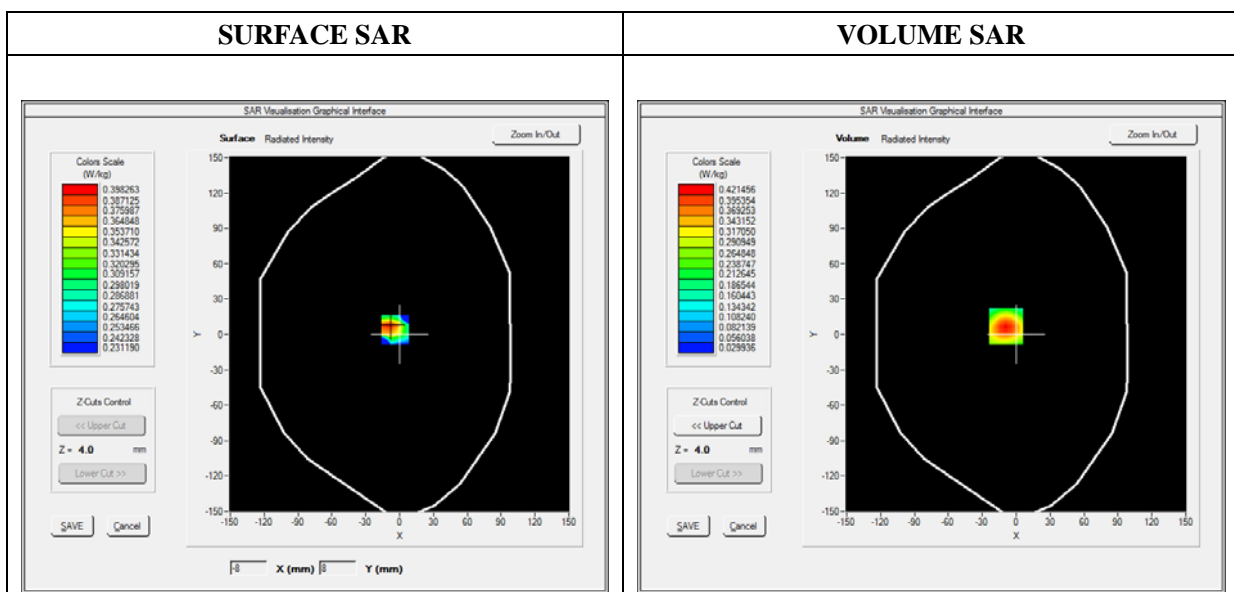 SURFACE SAR
VOLUME SAR
SAR Visualisation Graphical Interface
Surface Radiated Intensity
Zoom In/Out
Colors Scale
(W/kg)
0.398263
0.387125
0.375987
0.364848
0.353710
0.342572
0.331434
0.320295
0.309157
0.298019
0.286881
0.275743
0.264604
0.253466
0.242328
0.231190
150
120
90
60
30
0
-30
-60
-90
-120
-150
Y
-150 -120 -90 -60 -30 0 30 60 90 120 150
X
Z-Cuts Control
<< Upper Cut
Z = 4.0 mm
Lower Cut >>
SAVE Cancel
-8 X (mm) 8 Y (mm)
SAR Visualisation Graphical Interface
Volume Radiated Intensity
Zoom In/Out
Colors Scale
(W/kg)
0.421456
0.395354
0.369253
0.343152
0.317050
0.290949
0.264848
0.238747
0.212645
0.186544
0.160443
0.134342
0.108240
0.082139
0.056038
0.029936
150
120
90
60
30
0
-30
-60
-90
-120
-150
Y
-150 -120 -90 -60 -30 0 30 60 90 120 150
X
Z-Cuts Control
<< Upper Cut
Z = 4.0 mm
Lower Cut >>
SAVE Cancel